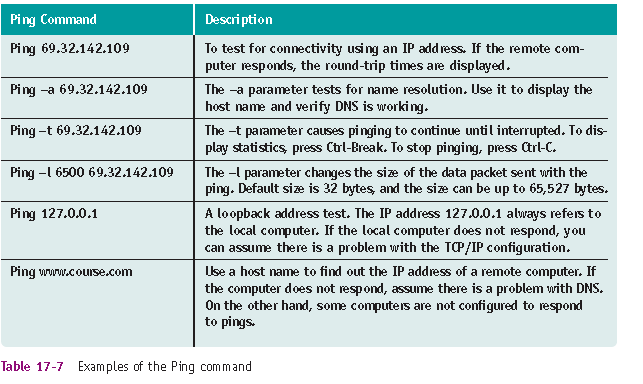 Ping Command Description
Ping 69.32.142.109 To test for connectivity using an IP address. If the remote com-
puter responds, the round-trip times are displayed.
Ping –a 69.32.142.109 The –a parameter tests for name resolution. Use it to display the
host name and verify DNS is working.
Ping –t 69.32.142.109 The –t parameter causes pinging to continue until interrupted. To dis-
play statistics, press Ctrl-Break. To stop pinging, press Ctrl-C.
Ping –l 6500 69.32.142.109 The –l parameter changes the size of the data packet sent with the
ping. Default size is 32 bytes, and the size can be up to 65,527 bytes.
Ping 127.0.0.1 A loopback address test. The IP address 127.0.0.1 always refers to
the local computer. If the local computer does not respond, you
can assume there is a problem with the TCP/IP configuration.
Ping www.course.com Use a host name to find out the IP address of a remote computer. If
the computer does not respond, assume there is a problem with DNS.
On the other hand, some computers are not configured to respond
to pings.
Table 17-7 Examples of the Ping command